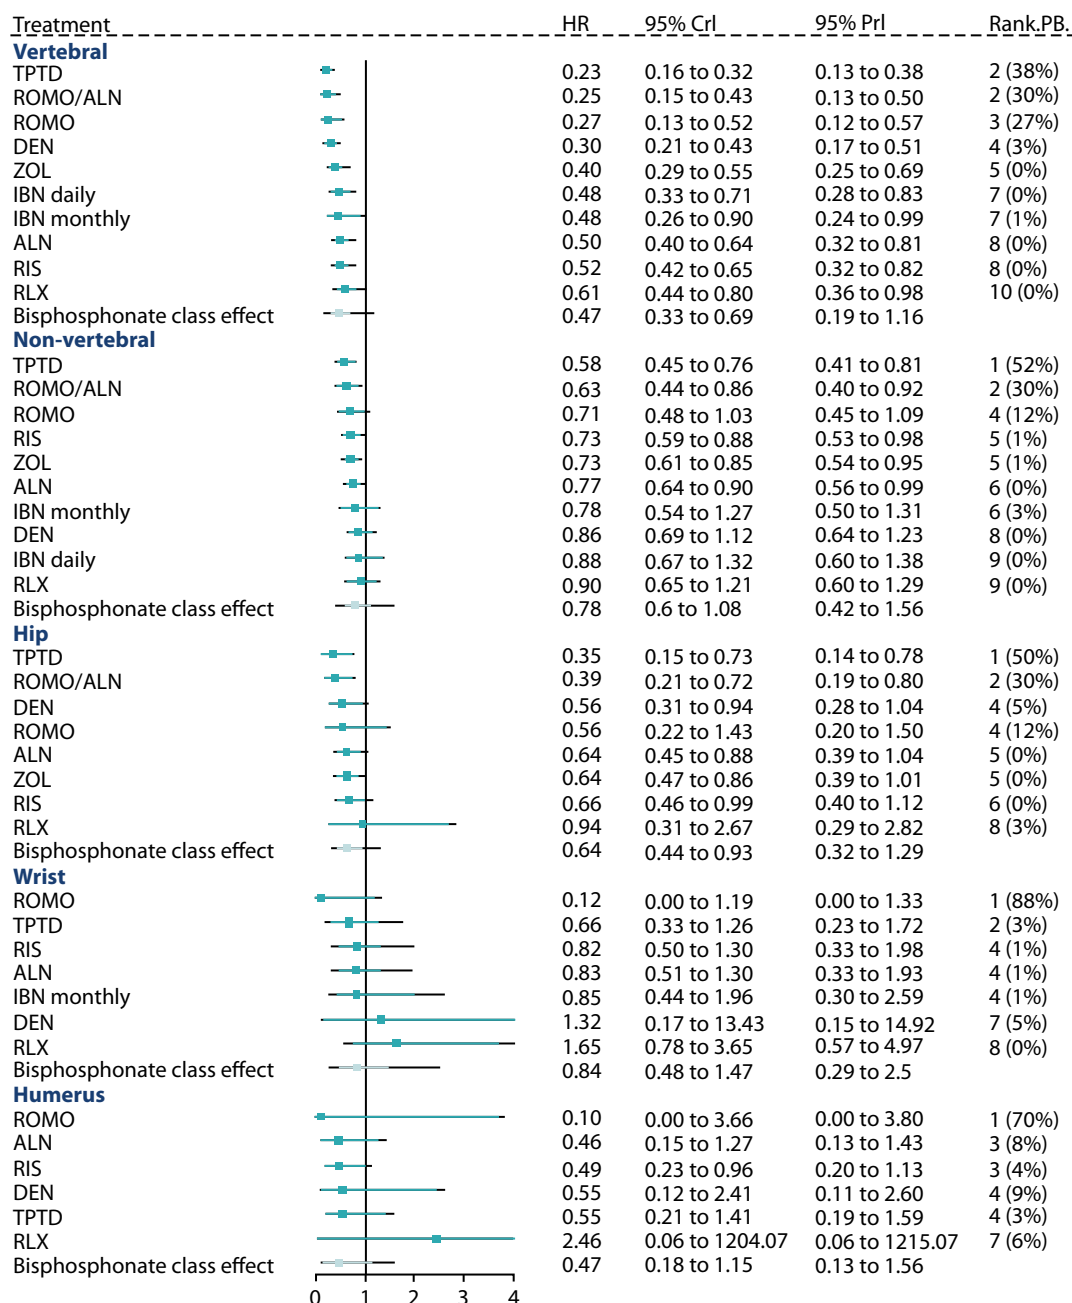 Treatment HR 95% Crl 95% Prl Rank.PB.
Vertebral
TPTD 0.23 0.16 to 0.32 0.13 to 0.38 2 (38%)
ROMO/ALN 0.25 0.15 to 0.43 0.13 to 0.50 2 (30%)
ROMO 0.27 0.13 to 0.52 0.12 to 0.57 3 (27%)
DEN 0.30 0.21 to 0.43 0.17 to 0.51 4 (3%)
ZOL 0.40 0.29 to 0.55 0.25 to 0.69 5 (0%)
IBN daily 0.48 0.33 to 0.71 0.28 to 0.83 7 (0%)
IBN monthly 0.48 0.26 to 0.90 0.24 to 0.99 7 (1%)
ALN 0.50 0.40 to 0.64 0.32 to 0.81 8 (0%)
RIS 0.52 0.42 to 0.65 0.32 to 0.82 8 (0%)
RLX 0.61 0.44 to 0.80 0.36 to 0.98 10 (0%)
Bisphosphonate class effect 0.47 0.33 to 0.69 0.19 to 1.16
Non-vertebral
TPTD 0.58 0.45 to 0.76 0.41 to 0.81 1 (52%)
ROMO/ALN 0.63 0.44 to 0.86 0.40 to 0.92 2 (30%)
ROMO 0.71 0.48 to 1.03 0.45 to 1.09 4 (12%)
RIS 0.73 0.59 to 0.88 0.53 to 0.98 5 (1%)
ZOL 0.73 0.61 to 0.85 0.54 to 0.95 5 (1%)
ALN 0.77 0.64 to 0.90 0.56 to 0.99 6 (0%)
IBN monthly 0.78 0.54 to 1.27 0.50 to 1.31 6 (3%)
DEN 0.86 0.69 to 1.12 0.64 to 1.23 8 (0%)
IBN daily 0.88 0.67 to 1.32 0.60 to 1.38 9 (0%)
RLX 0.90 0.65 to 1.21 0.60 to 1.29 9 (0%)
Bisphosphonate class effect 0.78 0.6 to 1.08 0.42 to 1.56
Hip
TPTD 0.35 0.15 to 0.73 0.14 to 0.78 1 (50%)
ROMO/ALN 0.39 0.21 to 0.72 0.19 to 0.80 2 (30%)
DEN 0.56 0.31 to 0.94 0.28 to 1.04 4 (5%)
ROMO 0.56 0.22 to 1.43 0.20 to 1.50 4 (12%)
ALN 0.64 0.45 to 0.88 0.39 to 1.04 5 (0%)
ZOL 0.64 0.47 to 0.86 0.39 to 1.01 5 (0%)
RIS 0.66 0.46 to 0.99 0.40 to 1.12 6 (0%)
RLX 0.94 0.31 to 2.67 0.29 to 2.82 8 (3%)
Bisphosphonate class effect 0.64 0.44 to 0.93 0.32 to 1.29
Wrist
ROMO 0.12 0.00 to 1.19 0.00 to 1.33 1 (88%)
TPTD 0.66 0.33 to 1.26 0.23 to 1.72 2 (3%)
RIS 0.82 0.50 to 1.30 0.33 to 1.98 4 (1%)
ALN 0.83 0.51 to 1.30 0.33 to 1.93 4 (1%)
IBN monthly 0.85 0.44 to 1.96 0.30 to 2.59 4 (1%)
DEN 1.32 0.17 to 13.43 0.15 to 14.92 7 (5%)
RLX 1.65 0.78 to 3.65 0.57 to 4.97 8 (0%)
Bisphosphonate class effect 0.84 0.48 to 1.47 0.29 to 2.5
Humerus
ROMO 0.10 0.00 to 3.66 0.00 to 3.80 1 (70%)
ALN 0.46 0.15 to 1.27 0.13 to 1.43 3 (8%)
RIS 0.49 0.23 to 0.96 0.20 to 1.13 3 (4%)
DEN 0.55 0.12 to 2.41 0.11 to 2.60 4 (9%)
TPTD 0.55 0.21 to 1.41 0.19 to 1.59 4 (3%)
RLX 2.46 0.06 to 1204.07 0.06 to 1215.07 7 (6%)
Bisphosphonate class effect 0.47 0.18 to 1.15 0.13 to 1.56
0 1 2 3 4